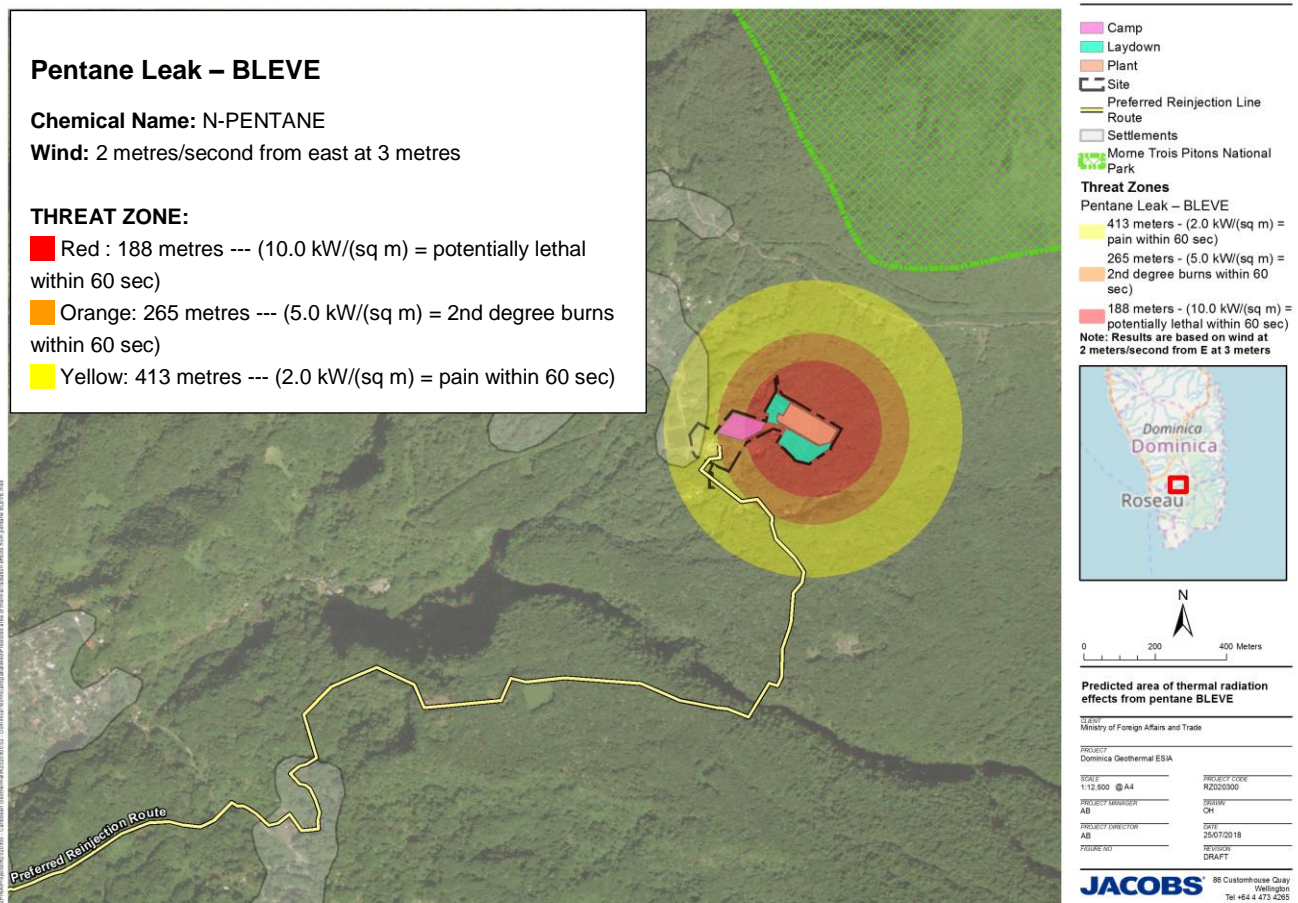 Pentane Leak – BLEVE
Chemical Name: N-PENTANE
Wind: 2 metres/second from east at 3 metres
THREAT ZONE:
Red : 188 metres --- (10.0 kW/(sq m) = potentially lethal
within 60 sec)
Orange: 265 metres --- (5.0 kW/(sq m) = 2nd degree burns
within 60 sec)
Yellow: 413 metres --- (2.0 kW/(sq m) = pain within 60 sec)
Preferred Reinjection Route
Camp
Laydown
Plant
Site
Preferred Reinjection Line
Route
Settlements
Morne Trois Pitons National
Park
Threat Zones
Pentane Leak – BLEVE
413 meters - (2.0 kW/(sq m) =
pain within 60 sec)
265 meters - (5.0 kW/(sq m) =
2nd degree burns within 60
sec)
188 meters - (10.0 kW/(sq m) =
potentially lethal within 60 sec)
Note: Results are based on wind at
2 meters/second from E at 3 meters
Dominica
Dominica
Roseau
N
0 200 400 Meters
Predicted area of thermal radiation
effects from pentane BLEVE
CLIENT
Ministry of Foreign Affairs and Trade
PROJECT
Dominica Geothermal ESIA
SCALE PROJECT CODE
1:12,500 @ A4 RZ020300
PROJECT MANAGER DRAWN
AB OH
PROJECT DIRECTOR DATE
AB 25/07/2018
FIGURE NO REVISION
DRAFT
JACOBS
86 Customhouse Quay
Wellington
Tel +64 4 473 4265